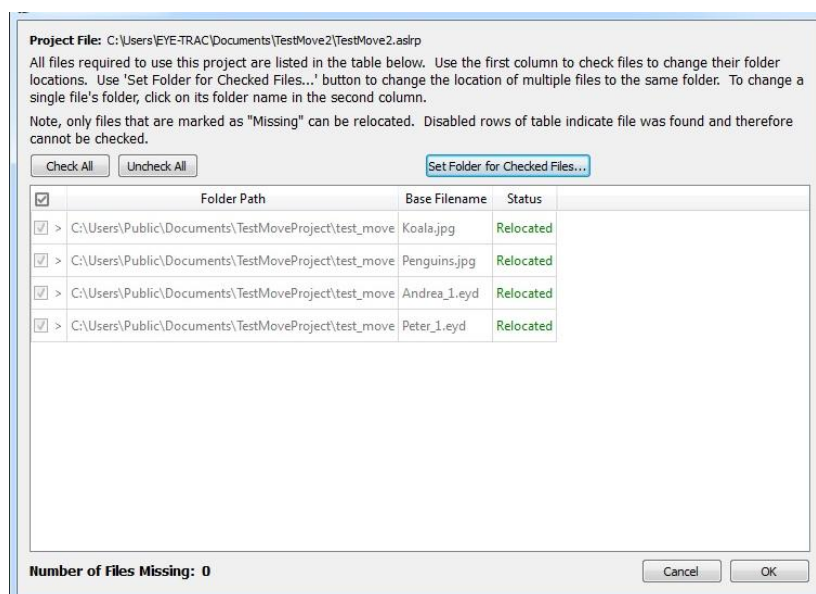 Project File: C:\Users\EYE-TRAC\Documents\TestMove2\TestMove2.aslrp
All files required to use this project are listed in the table below. Use the first column to check files to change their folder
locations. Use 'Set Folder for Checked Files...' button to change the location of multiple files to the same folder. To change a
single file's folder, click on its folder name in the second column.
Note, only files that are marked as "Missing" can be relocated. Disabled rows of table indicate file was found and therefore
cannot be checked.
Check All Uncheck All Set Folder for Checked Files...
Folder Path Base Filename Status
> C:\Users\Public\Documents\TestMoveProject\test_move Koala.jpg Relocated
> C:\Users\Public\Documents\TestMoveProject\test_move Penguins.jpg Relocated
> C:\Users\Public\Documents\TestMoveProject\test_move Andrea_1.eyd Relocated
> C:\Users\Public\Documents\TestMoveProject\test_move Peter_1.eyd Relocated
Number of Files Missing: 0 Cancel OK